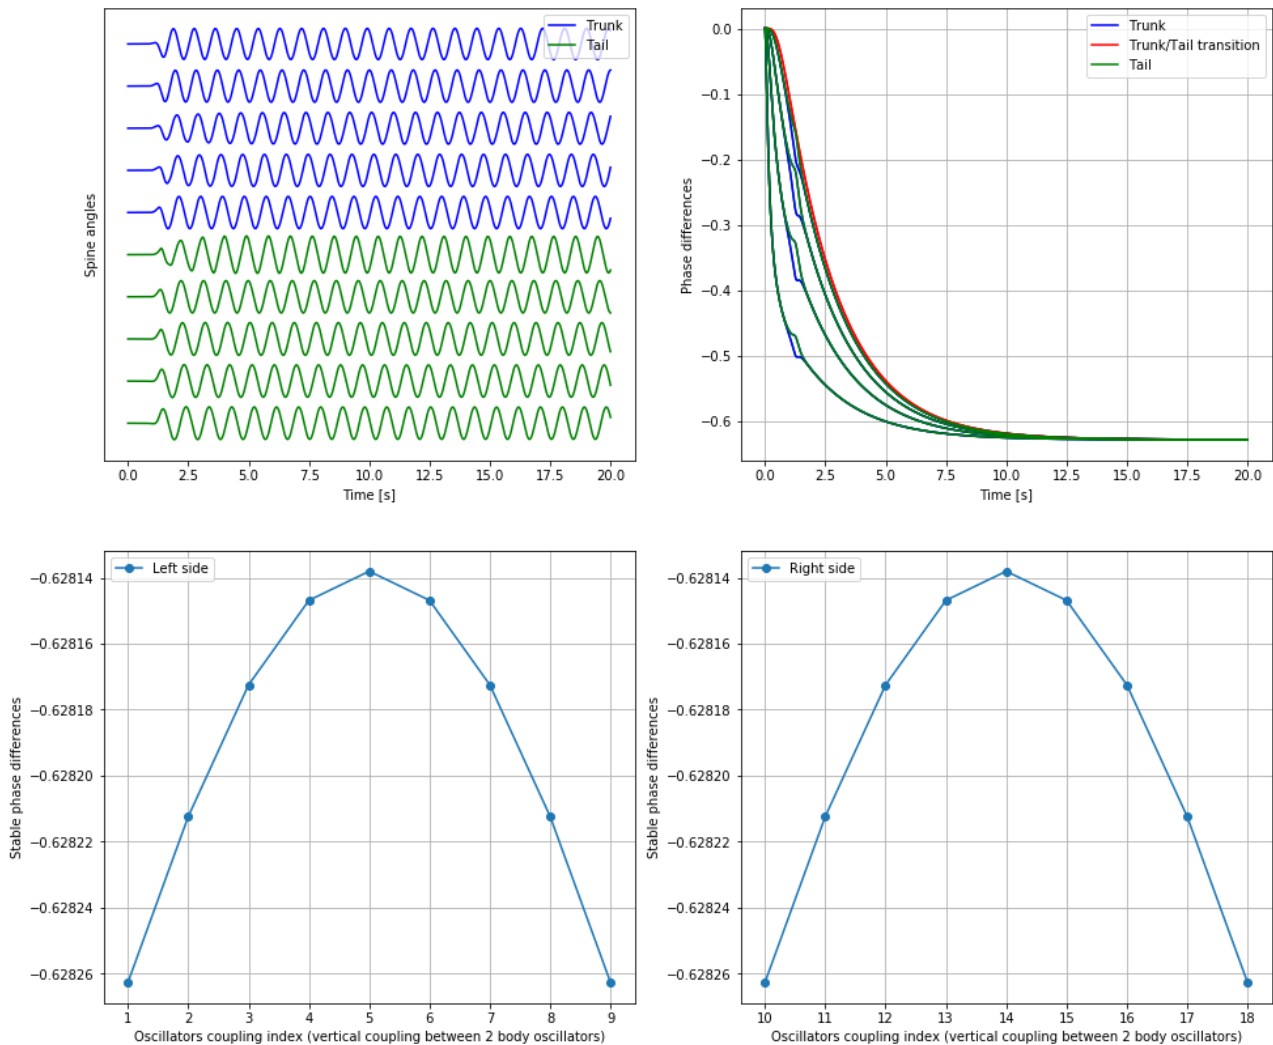 Trunk
Tail
Spine angles
0.0 2.5 5.0 7.5 10.0 12.5 15.0 17.5 20.0
Time [s]
Trunk
Trunk/Tail transition
Tail
0.0
−0.1
−0.2
−0.3
−0.4
−0.5
−0.6
Phase differences
0.0 2.5 5.0 7.5 10.0 12.5 15.0 17.5 20.0
Time [s]
Left side
−0.62814
−0.62816
−0.62818
−0.62820
−0.62822
−0.62824
−0.62826
Stable phase differences
1 2 3 4 5 6 7 8 9
Oscillators coupling index (vertical coupling between 2 body oscillators)
Right side
−0.62814
−0.62816
−0.62818
−0.62820
−0.62822
−0.62824
−0.62826
Stable phase differences
10 11 12 13 14 15 16 17 18
Oscillators coupling index (vertical coupling between 2 body oscillators)